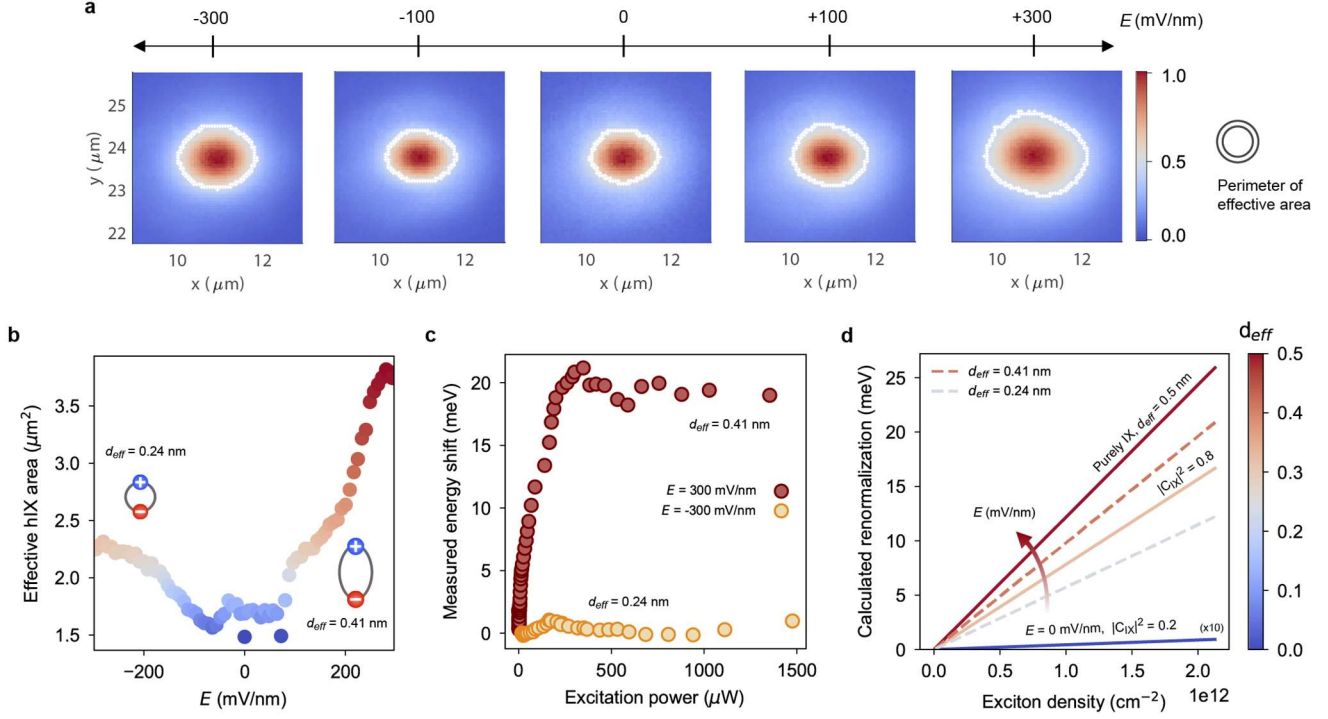 a
-300 -100 0 +100 +300 E (mV/nm)
25
24
23
22
y (μm)
10 12 10 12 10 12 10 12 10 12
x (μm) x (μm) x (μm) x (μm) x (μm)
1.0
0.5
0.0
Perimeter of
effective area
b
Effective hIX area (μm²)
3.5
3.0
2.5
2.0
1.5
d_eff = 0.24 nm
+
−
+
−
d_eff = 0.41 nm
−200 0 200
E (mV/nm)
c
Measured energy shift (meV)
20
15
10
5
0
d_eff = 0.41 nm
E = 300 mV/nm
E = -300 mV/nm
d_eff = 0.24 nm
0 500 1000 1500
Excitation power (μW)
d
Calculated renormalization (meV)
25
20
15
10
5
0
d_eff = 0.41 nm
d_eff = 0.24 nm
Purely IX, d_eff = 0.5 nm
|C_IX|² = 0.8
E (mV/nm)
E = 0 mV/nm, |C_IX|² = 0.2 (x10)
0.0 0.5 1.0 1.5 2.0
Exciton density (cm⁻²) 1e12
d_eff
0.5
0.4
0.3
0.2
0.1
0.0